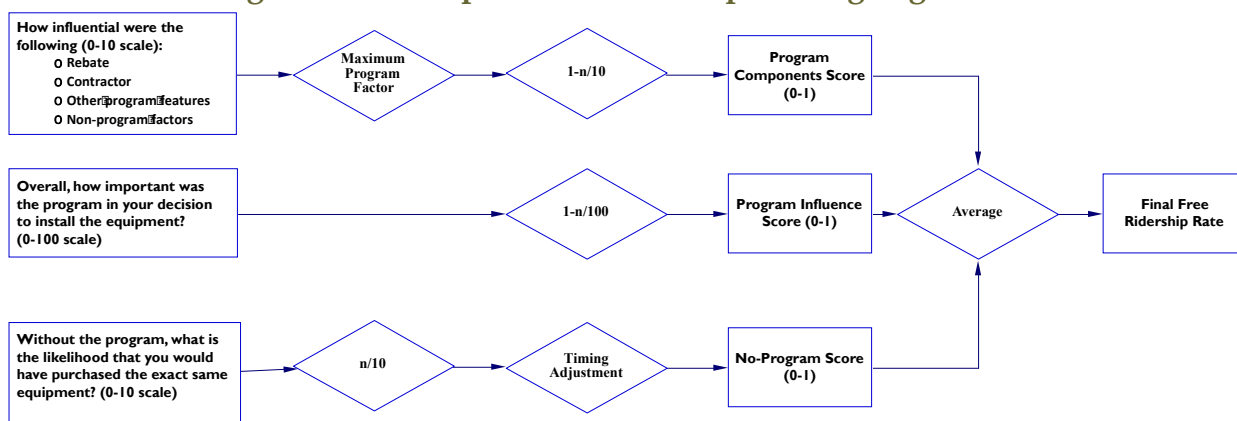 How influential were the
following (0-10 scale):
o Rebate
o Contractor
o Other program features
o Non-program factors
Maximum
Program
Factor
1-n/10
Program
Components Score
(0-1)
Overall, how important was
the program in your decision
to install the equipment?
(0-100 scale)
1-n/100
Program Influence
Score (0-1)
Average
Final Free
Ridership Rate
Without the program, what is
the likelihood that you would
have purchased the exact same
equipment? (0-10 scale)
n/10
Timing
Adjustment
No-Program Score
(0-1)